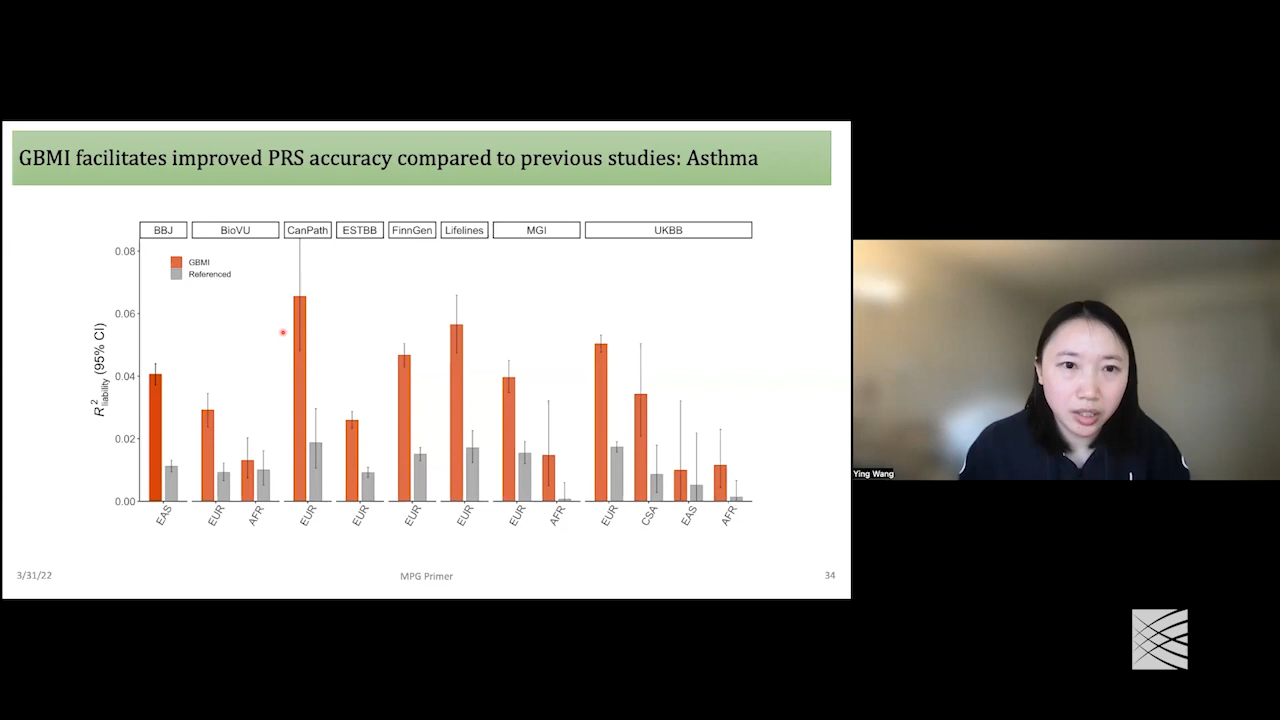 GBMI facilitates improved PRS accuracy compared to previous studies: Asthma
BBJ BioVU CanPath ESTBB FinnGen Lifelines MGI UKBB
GBMI
Referenced
0.08
0.06
0.04
0.02
0.00
R²liability (95% CI)
EAS EUR AFR EUR EUR EUR EUR EUR AFR EUR CSA EAS AFR
3/31/22 MPG Primer 34
Ying Wang